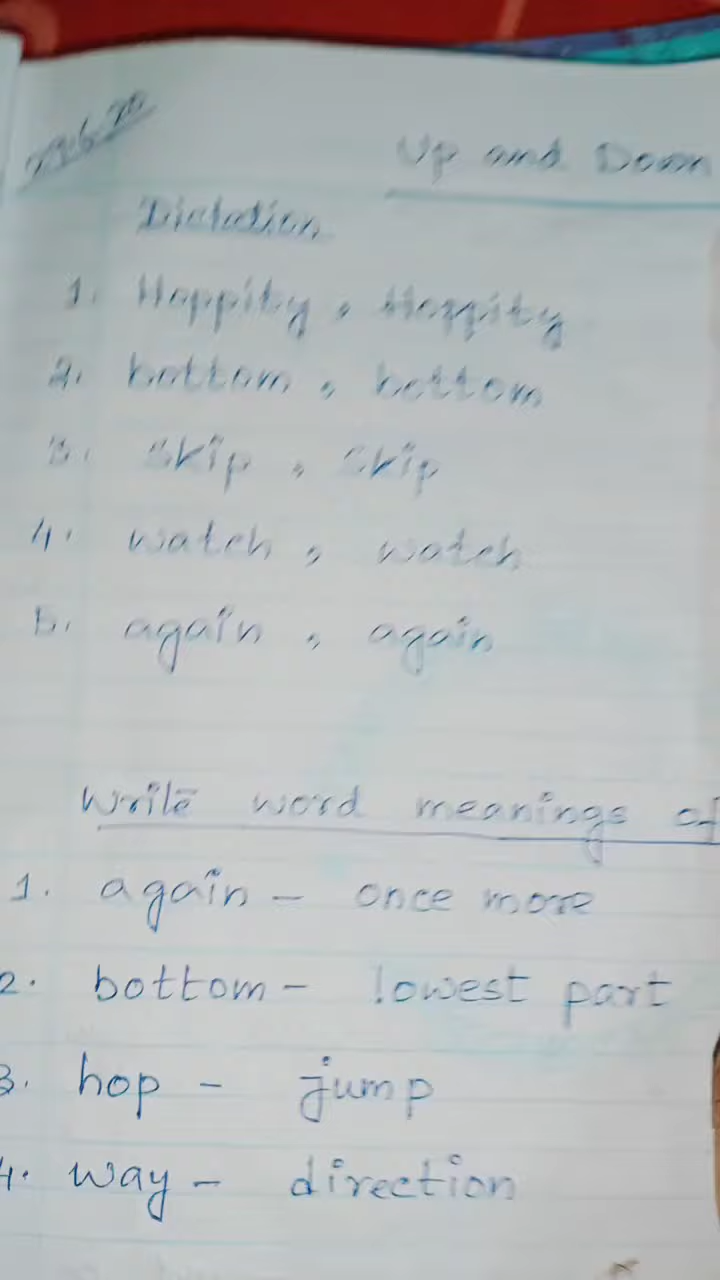 Up and Down
Dictation
1. Hoppity, Hoppity
2. bottom, bottom
3. Skip, Skip
4. watch, watch
5. again, again
Write word meanings of
1. again - once more
2. bottom - lowest part
3. hop - jump
4. way - direction